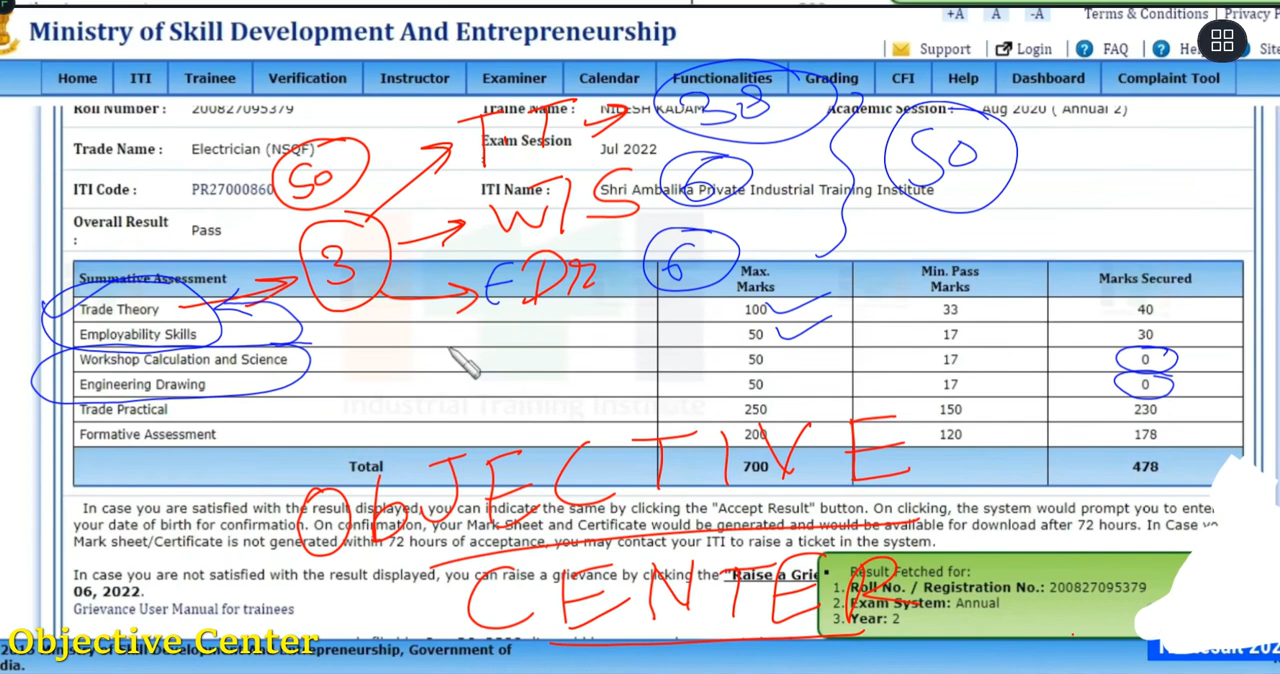 +A A -A Terms & Conditions | Privacy P
Ministry of Skill Development And Entrepreneurship
Support Login FAQ
Home ITI Trainee Verification Instructor Examiner Calendar Functionalities Grading CFI Help Dashboard Complaint Tool
Roll Number : 200827095379 Traine Name : KADAM Academic Session : Aug 2020 ( Annual 2)
T.T 38
50
Trade Name : Electrician (NSQF) Exam Session Jul 2022
50
ITI Code : PR27000860 ITI Name : Shri Ambalika Private Industrial Training Institute
6
W/S
Overall Result : Pass
3
EDR 6
Summative Assessment Max. Marks Min. Pass Marks Marks Secured
Trade Theory 100 33 40
Employability Skills 50 17 30
Workshop Calculation and Science 50 17 0
Engineering Drawing 50 17 0
Industrial Training Institute
Trade Practical 250 150 230
Formative Assessment 200 120 178
Total 700 478
ObJECTIVE
CENTER
In case you are satisfied with the result displayed, you can indicate the same by clicking the "Accept Result" button. On clicking, the system would prompt you to enter
your date of birth for confirmation. On confirmation, your Mark Sheet and Certificate would be generated and would be available for download after 72 hours. In Case
Mark sheet/Certificate is not generated within 72 hours of acceptance, you may contact your ITI to raise a ticket in the system.
In case you are not satisfied with the result displayed, you can raise a grievance by clicking the "Raise a Grie
06, 2022.
Grievance User Manual for trainees
Result Fetched for:
1. Roll No. / Registration No.: 200827095379
2. Exam System: Annual
3. Year: 2
Objective Center
Entrepreneurship, Government of
dia.